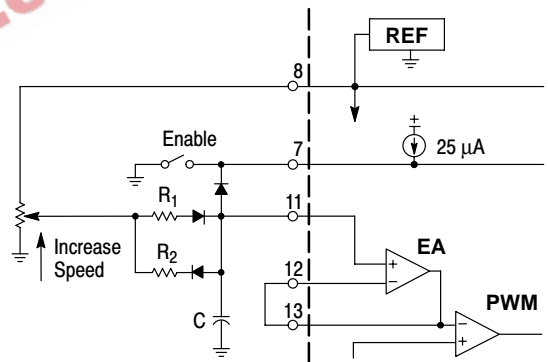 REF
8
Enable
7
+
25 μA
R1
11
Increase
Speed
R2
12
EA
+
−
13
PWM
C
−
+